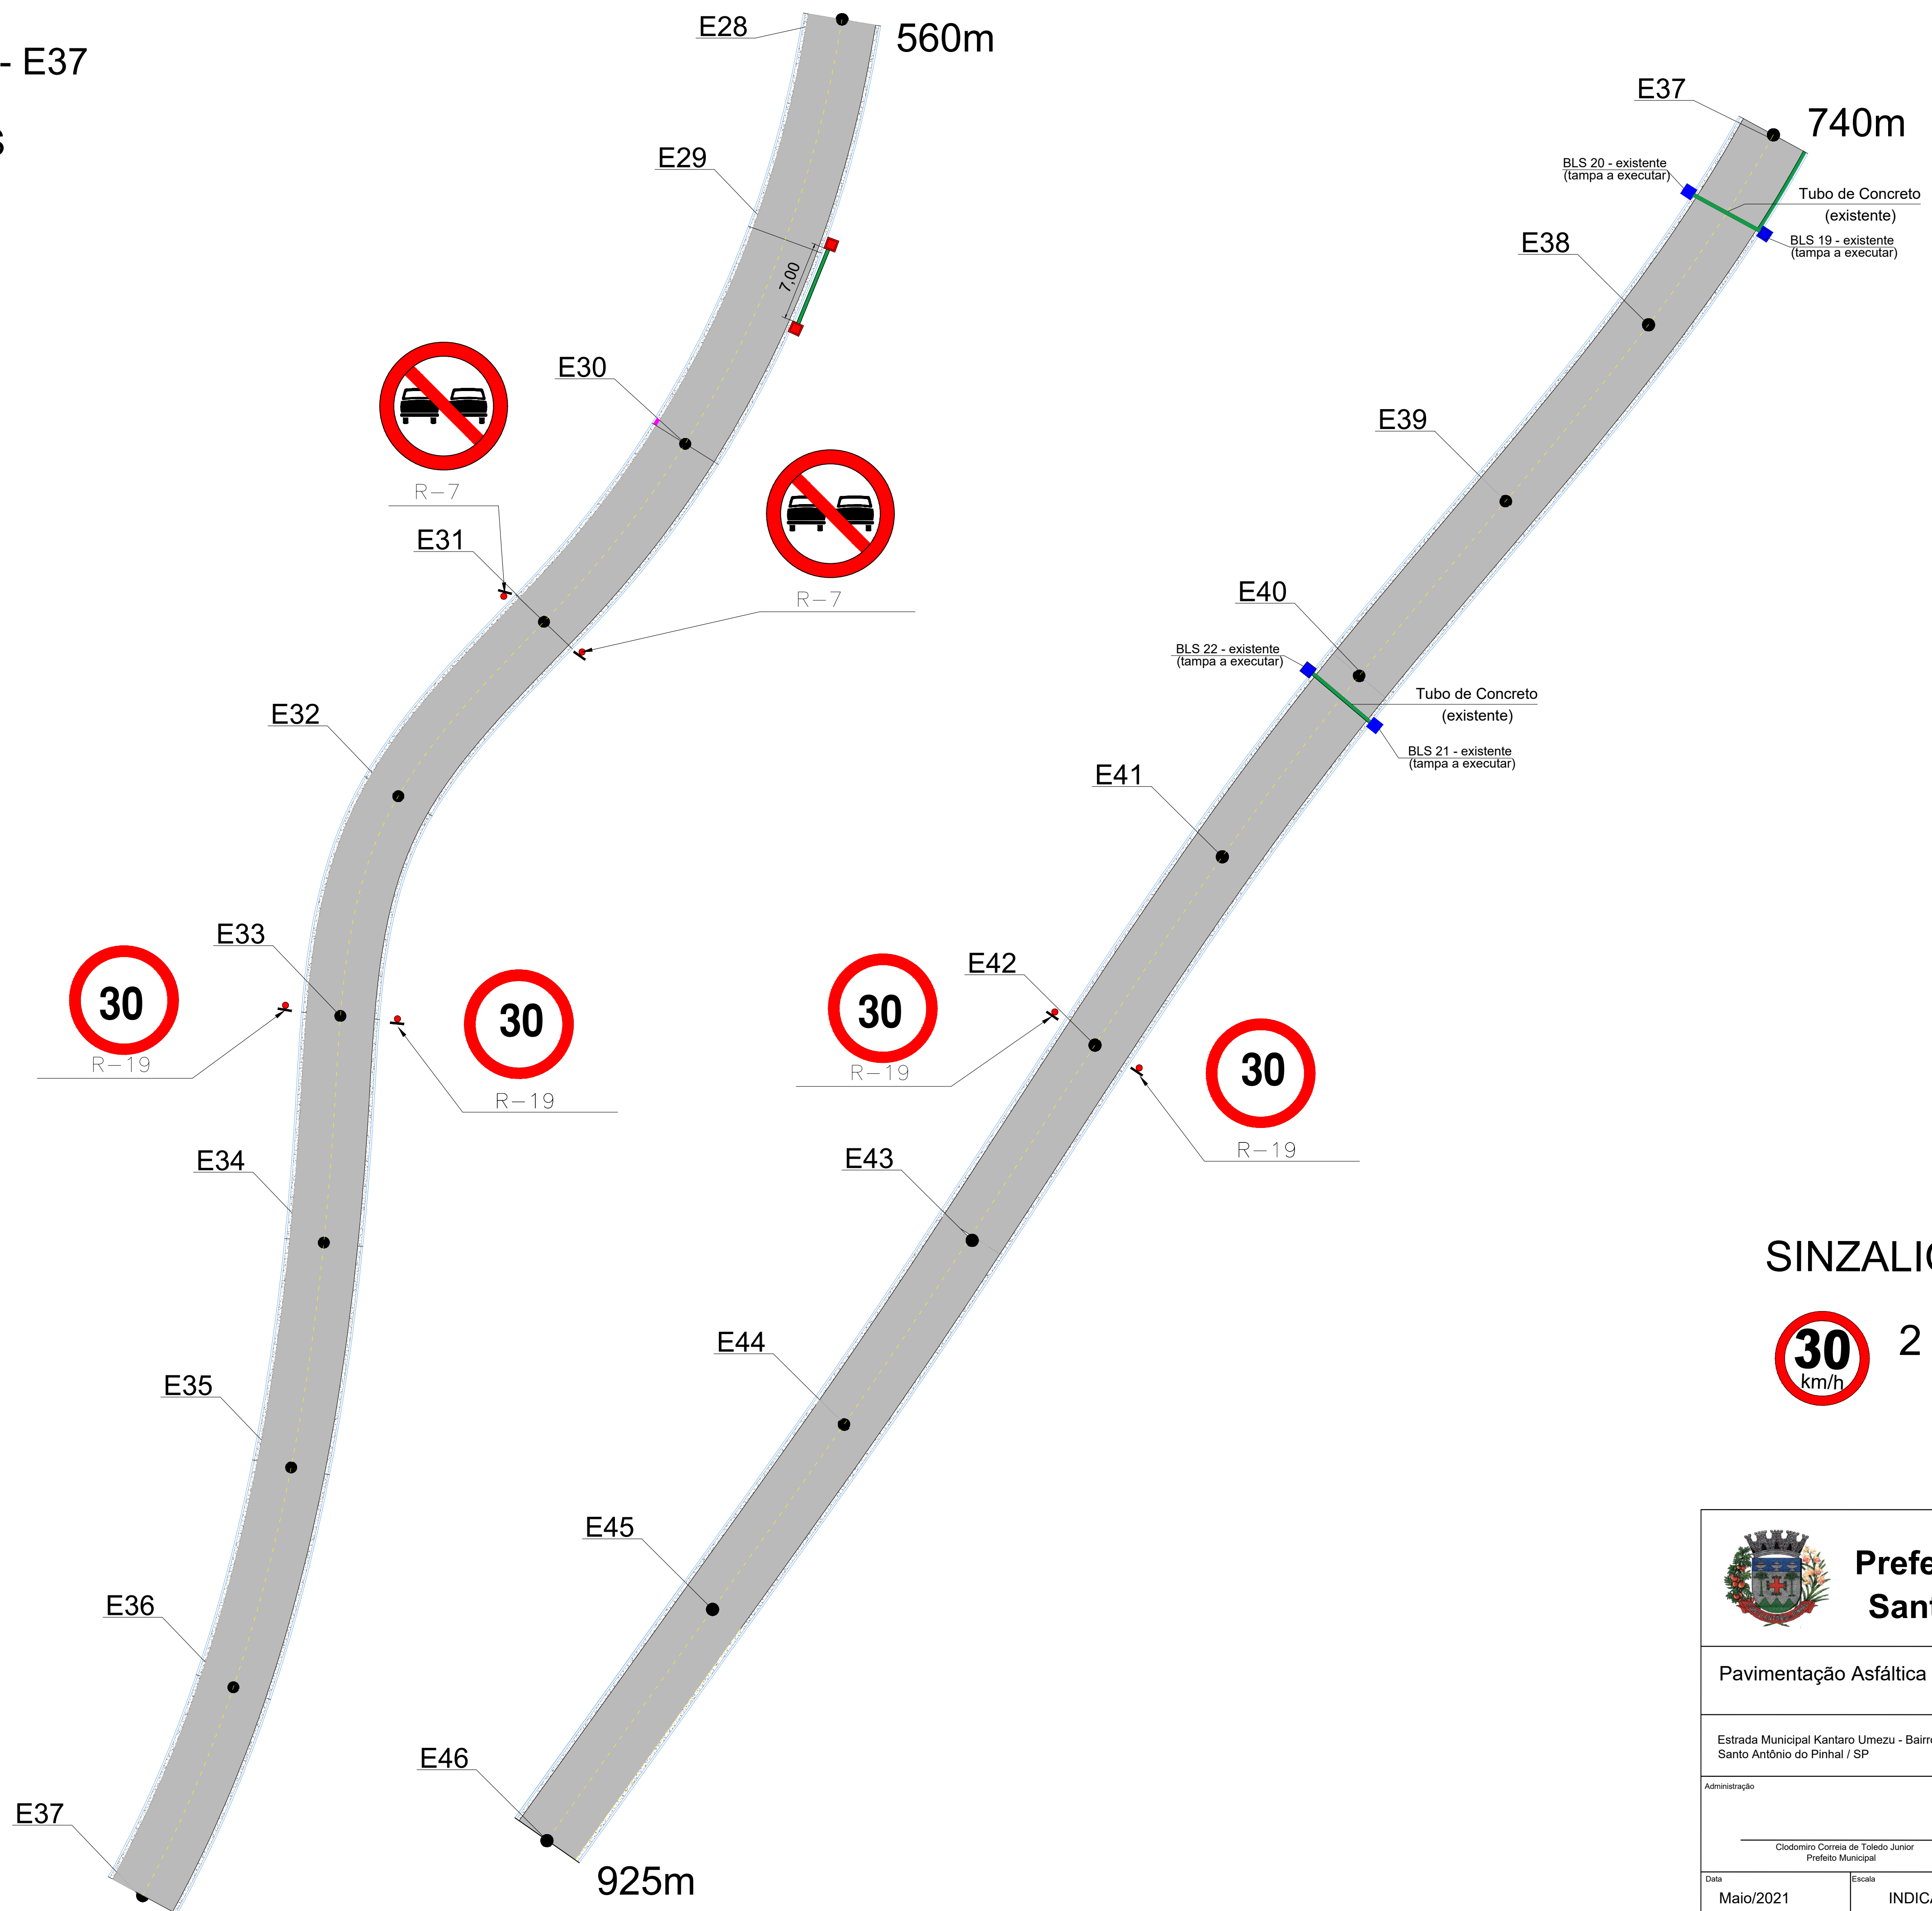 - E37
S
E28
560m
E29
7,00
E30
R-7
R-7
E31
E32
E33
30
R-19
30
R-19
E34
E35
E36
E37
E37
740m
BLS 20 - existente
(tampa a executar)
Tubo de Concreto
(existente)
BLS 19 - existente
(tampa a executar)
E38
E39
E40
BLS 22 - existente
(tampa a executar)
Tubo de Concreto
(existente)
BLS 21 - existente
(tampa a executar)
E41
E42
30
R-19
30
R-19
E43
E44
E45
E46
925m
SINZALI
30
km/h
2
Prefe
Sant
Pavimentação Asfáltica
Estrada Municipal Kantaro Umezu - Bairro
Santo Antônio do Pinhal / SP
Administração
Clodomiro Correia de Toledo Junior
Prefeito Municipal
Data
Maio/2021
Escala
INDICA